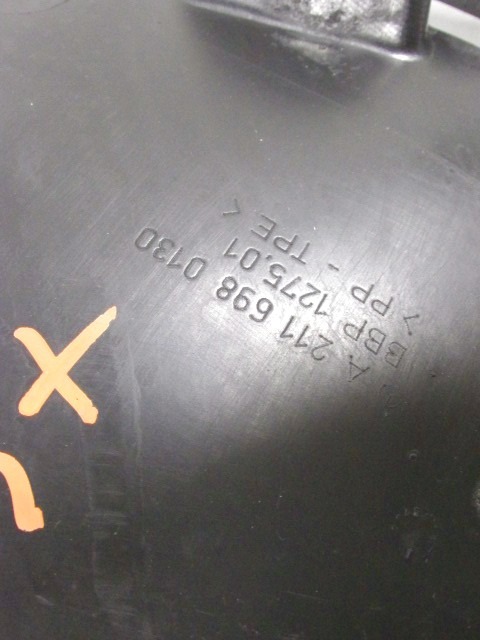 A 211 698 0130
BBP 1275.01
> PP - TPE <
X